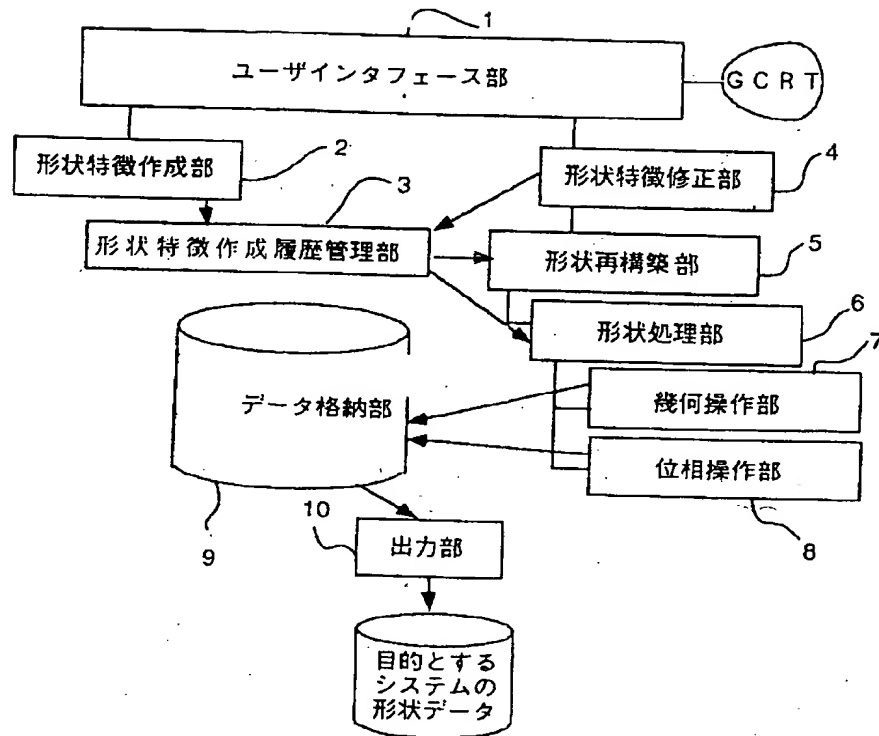 1
ユーザインタフェース部
GCRT
形状特徴作成部
2
形状特徴修正部
4
3
形状特徴作成履歴管理部
形状再構築部
5
形状処理部
6
7
データ格納部
幾何操作部
位相操作部
8
9
10
出力部
目的とする
システムの
形状データ